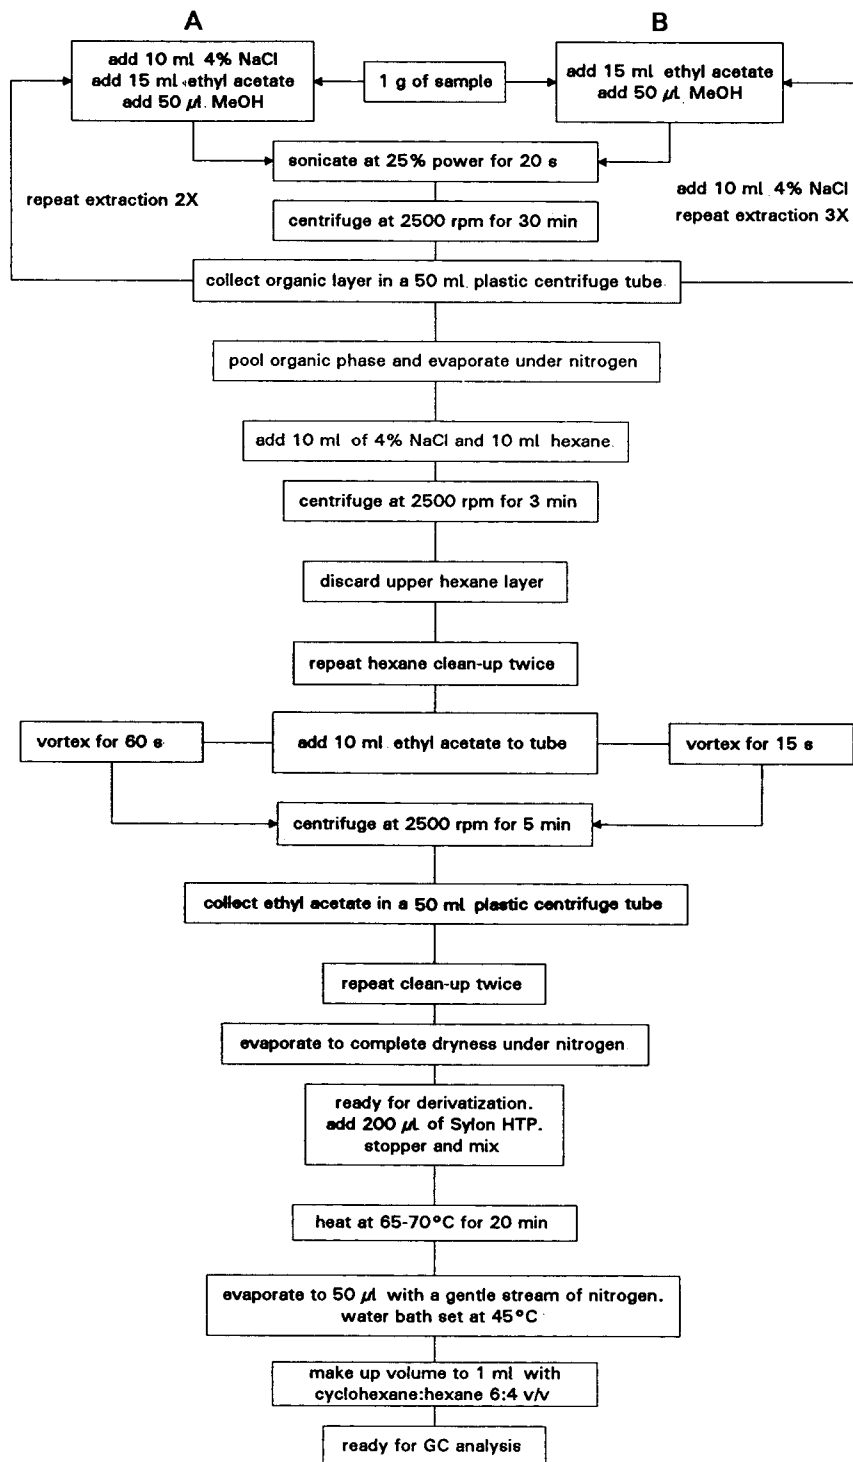 A
B
add 10 ml 4% NaCl
add 15 ml ethyl acetate
add 50 µl MeOH
1 g of sample
add 15 ml ethyl acetate
add 50 µl MeOH
sonicate at 25% power for 20 s
repeat extraction 2X
add 10 ml 4% NaCl
repeat extraction 3X
centrifuge at 2500 rpm for 30 min
collect organic layer in a 50 ml plastic centrifuge tube
pool organic phase and evaporate under nitrogen
add 10 ml of 4% NaCl and 10 ml hexane
centrifuge at 2500 rpm for 3 min
discard upper hexane layer
repeat hexane clean-up twice
vortex for 60 s
add 10 ml ethyl acetate to tube
vortex for 15 s
centrifuge at 2500 rpm for 5 min
collect ethyl acetate in a 50 ml plastic centrifuge tube
repeat clean-up twice
evaporate to complete dryness under nitrogen
ready for derivatization.
add 200 µl of Sylon HTP.
stopper and mix
heat at 65-70°C for 20 min
evaporate to 50 µl with a gentle stream of nitrogen.
water bath set at 45°C
make up volume to 1 ml with
cyclohexane:hexane 6:4 v/v
ready for GC analysis